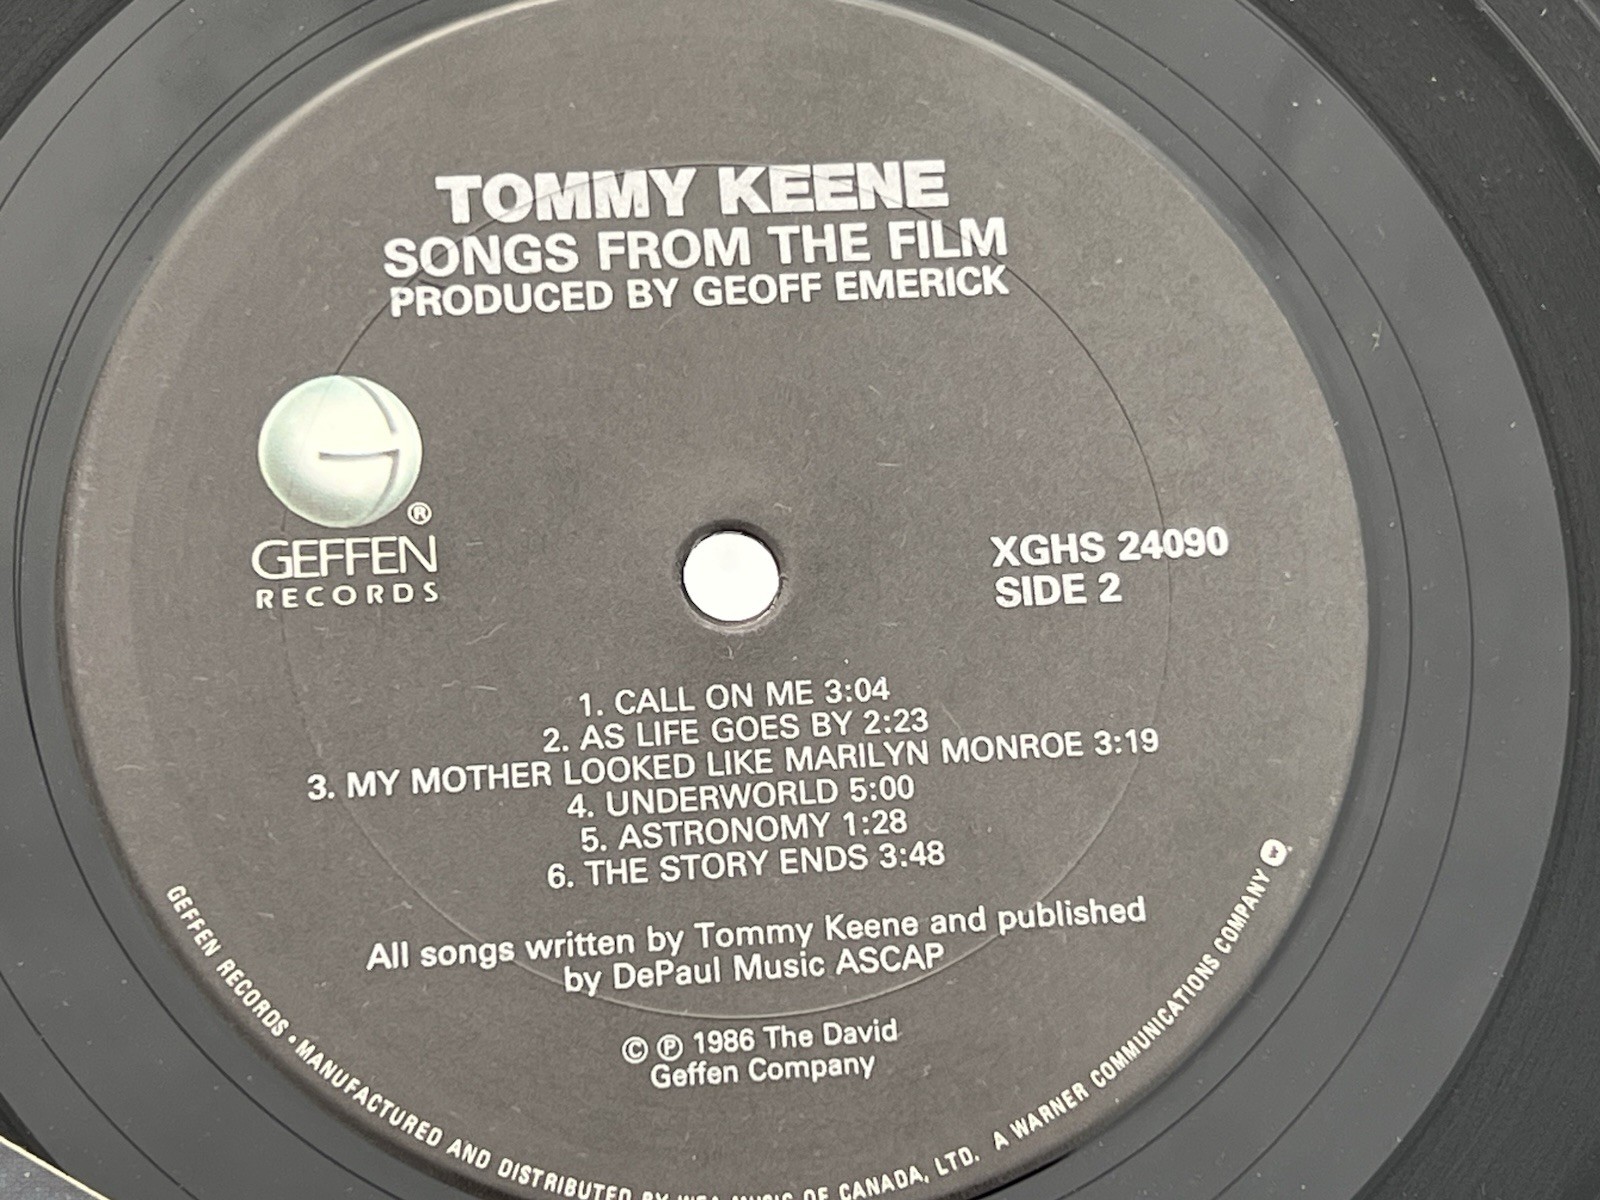 TOMMY KEENE
SONGS FROM THE FILM
PRODUCED BY GEOFF EMERICK
®
GEFFEN
RECORDS
XGHS 24090
SIDE 2
1. CALL ON ME 3:04
2. AS LIFE GOES BY 2:23
3. MY MOTHER LOOKED LIKE MARILYN MONROE 3:19
4. UNDERWORLD 5:00
5. ASTRONOMY 1:28
6. THE STORY ENDS 3:48
All songs written by Tommy Keene and published
by DePaul Music ASCAP
© ℗ 1986 The David
Geffen Company
GEFFEN RECORDS • MANUFACTURED AND DISTRIBUTED BY WEA MUSIC OF CANADA, LTD. A WARNER COMMUNICATIONS COMPANY